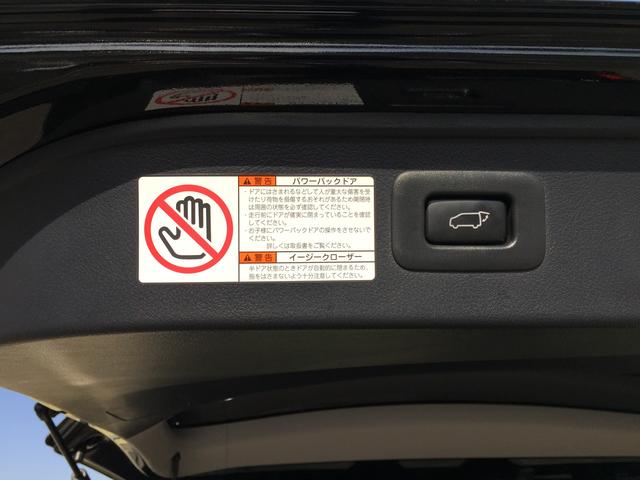 警告 パワーバックドア
・ドアにはさまれるなどして人が重大な傷害を受
けたり荷物を損傷するおそれがあるため開閉時
は周囲の状態を必ず確認してください。
・走行前にドアが確実に閉まっていることを確認
してください。
・お子様にパワーバックドアの操作をさせないで
ください。
詳しくは取扱書をご覧ください。
警告 イージークローザー
半ドア状態のときドアが自動的に閉まるため、
指をはさまないよう十分注意してください。